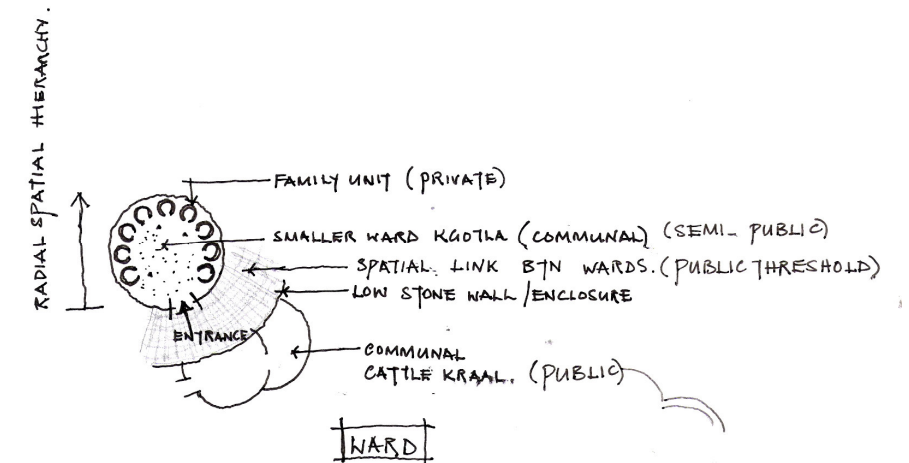 RADIAL SPATIAL HIERARCHY.
FAMILY UNIT (PRIVATE)
SMALLER WARD KGOTLA (COMMUNAL) (SEMI-PUBLIC)
SPATIAL LINK BTN WARDS. (PUBLIC THRESHOLD)
LOW STONE WALL/ENCLOSURE
ENTRANCE
COMMUNAL
CATTLE KRAAL. (PUBLIC)
WARD